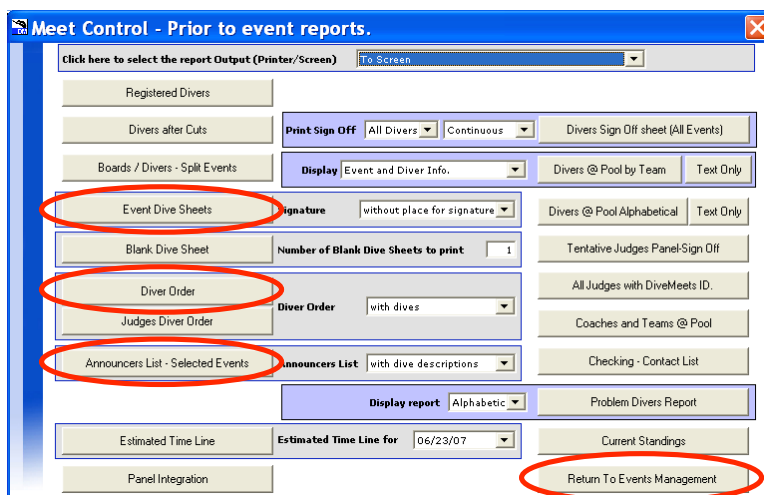 Meet Control - Prior to event reports.
Click here to select the report Output (Printer/Screen) To Screen
Registered Divers
Divers after Cuts Print Sign Off All Divers Continuous Divers Sign Off sheet (All Events)
Boards / Divers - Split Events Display Event and Diver Info. Divers @ Pool by Team Text Only
Event Dive Sheets Signature without place for signature Divers @ Pool Alphabetical Text Only
Blank Dive Sheet Number of Blank Dive Sheets to print 1 Tentative Judges Panel-Sign Off
Diver Order Diver Order with dives All Judges with DiveMeets ID.
Judges Diver Order Coaches and Teams @ Pool
Announcers List - Selected Events Announcers List with dive descriptions Checking - Contact List
Display report Alphabetic Problem Divers Report
Estimated Time Line Estimated Time Line for 06/23/07 Current Standings
Panel Integration Return To Events Management